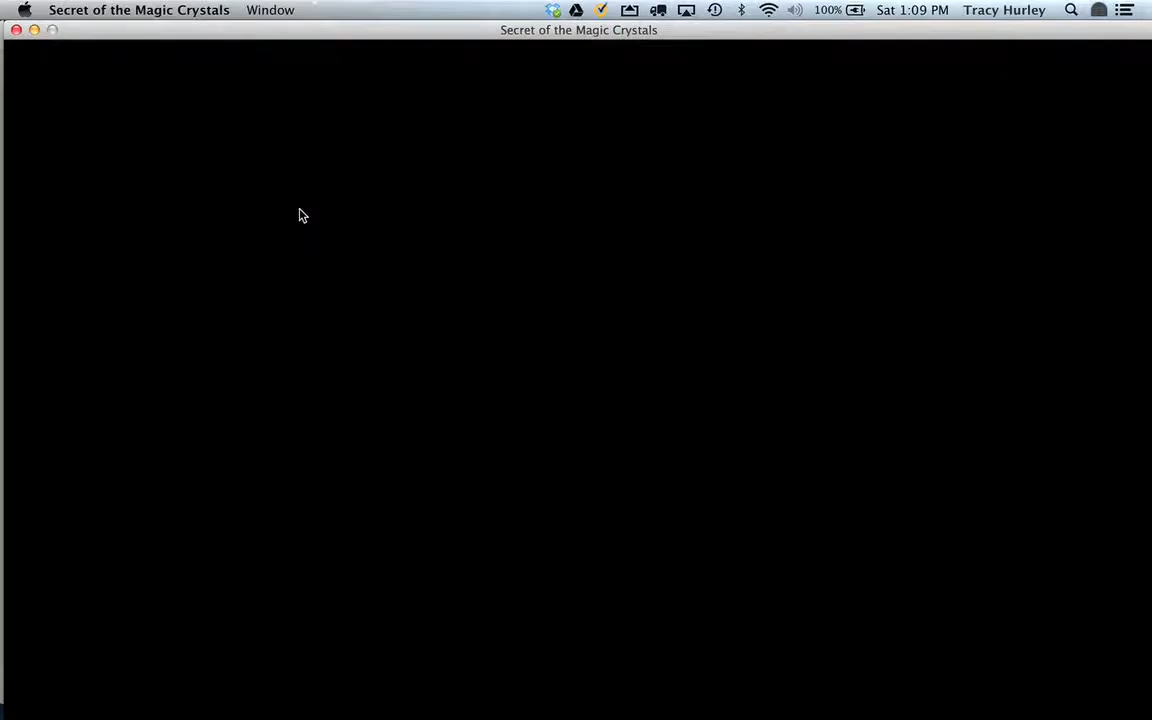 Secret of the Magic Crystals Window 100% Sat 1:09 PM Tracy Hurley
Secret of the Magic Crystals